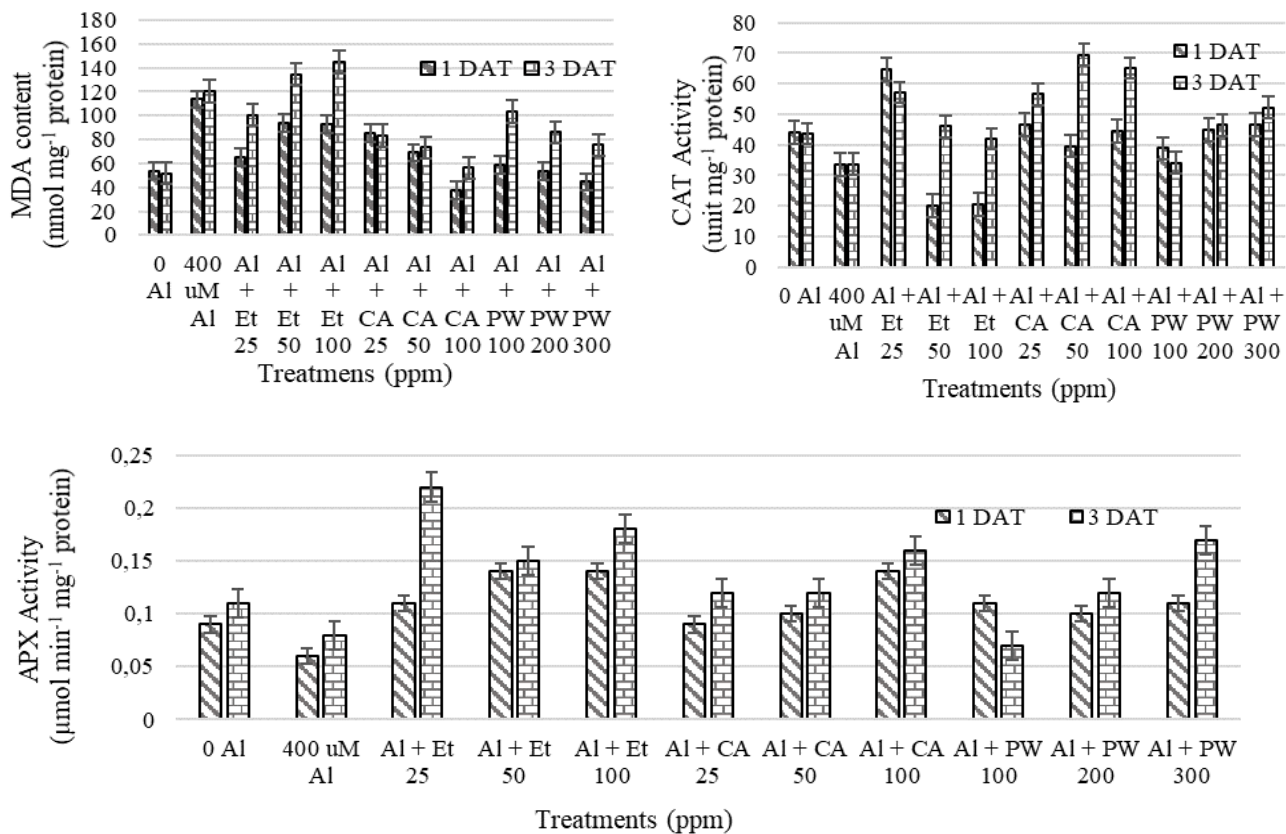 MDA content
(nmol mg⁻¹ protein)
180
160
140
120
100
80
60
40
20
0
1 DAT 3 DAT
0 400 Al Al Al Al Al Al Al Al Al
Al uM + + + + + + + + +
Al Et Et Et CA CA CA PW PW PW
25 50 100 25 50 100 100 200 300
Treatmens (ppm)
CAT Activity
(unit mg⁻¹ protein)
80
70
60
50
40
30
20
10
0
1 DAT
3 DAT
0 Al 400 Al + Al + Al + Al + Al + Al + Al + Al + Al +
uM Et Et Et CA CA CA PW PW PW
Al 25 50 100 25 50 100 100 200 300
Treatments (ppm)
APX Activity
(µmol min⁻¹ mg⁻¹ protein)
0,25
0,2
0,15
0,1
0,05
0
1 DAT 3 DAT
0 Al 400 uM Al + Et Al + Et Al + Et Al + CA Al + CA Al + CA Al + PW Al + PW Al + PW
Al 25 50 100 25 50 100 100 200 300
Treatments (ppm)